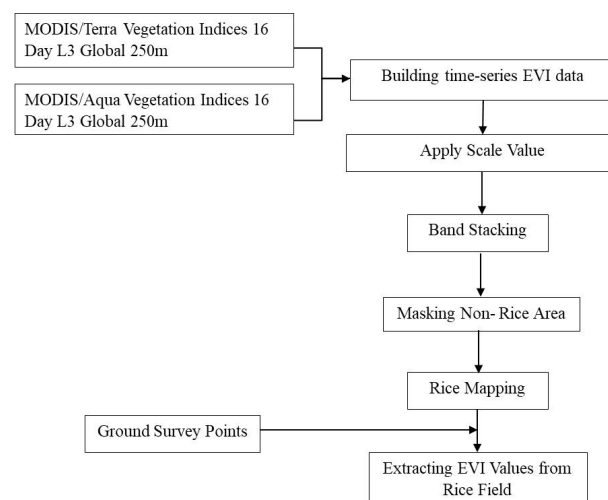 MODIS/Terra Vegetation Indices 16
Day L3 Global 250m
MODIS/Aqua Vegetation Indices 16
Day L3 Global 250m
Building time-series EVI data
Apply Scale Value
Band Stacking
Masking Non- Rice Area
Rice Mapping
Ground Survey Points
Extracting EVI Values from
Rice Field